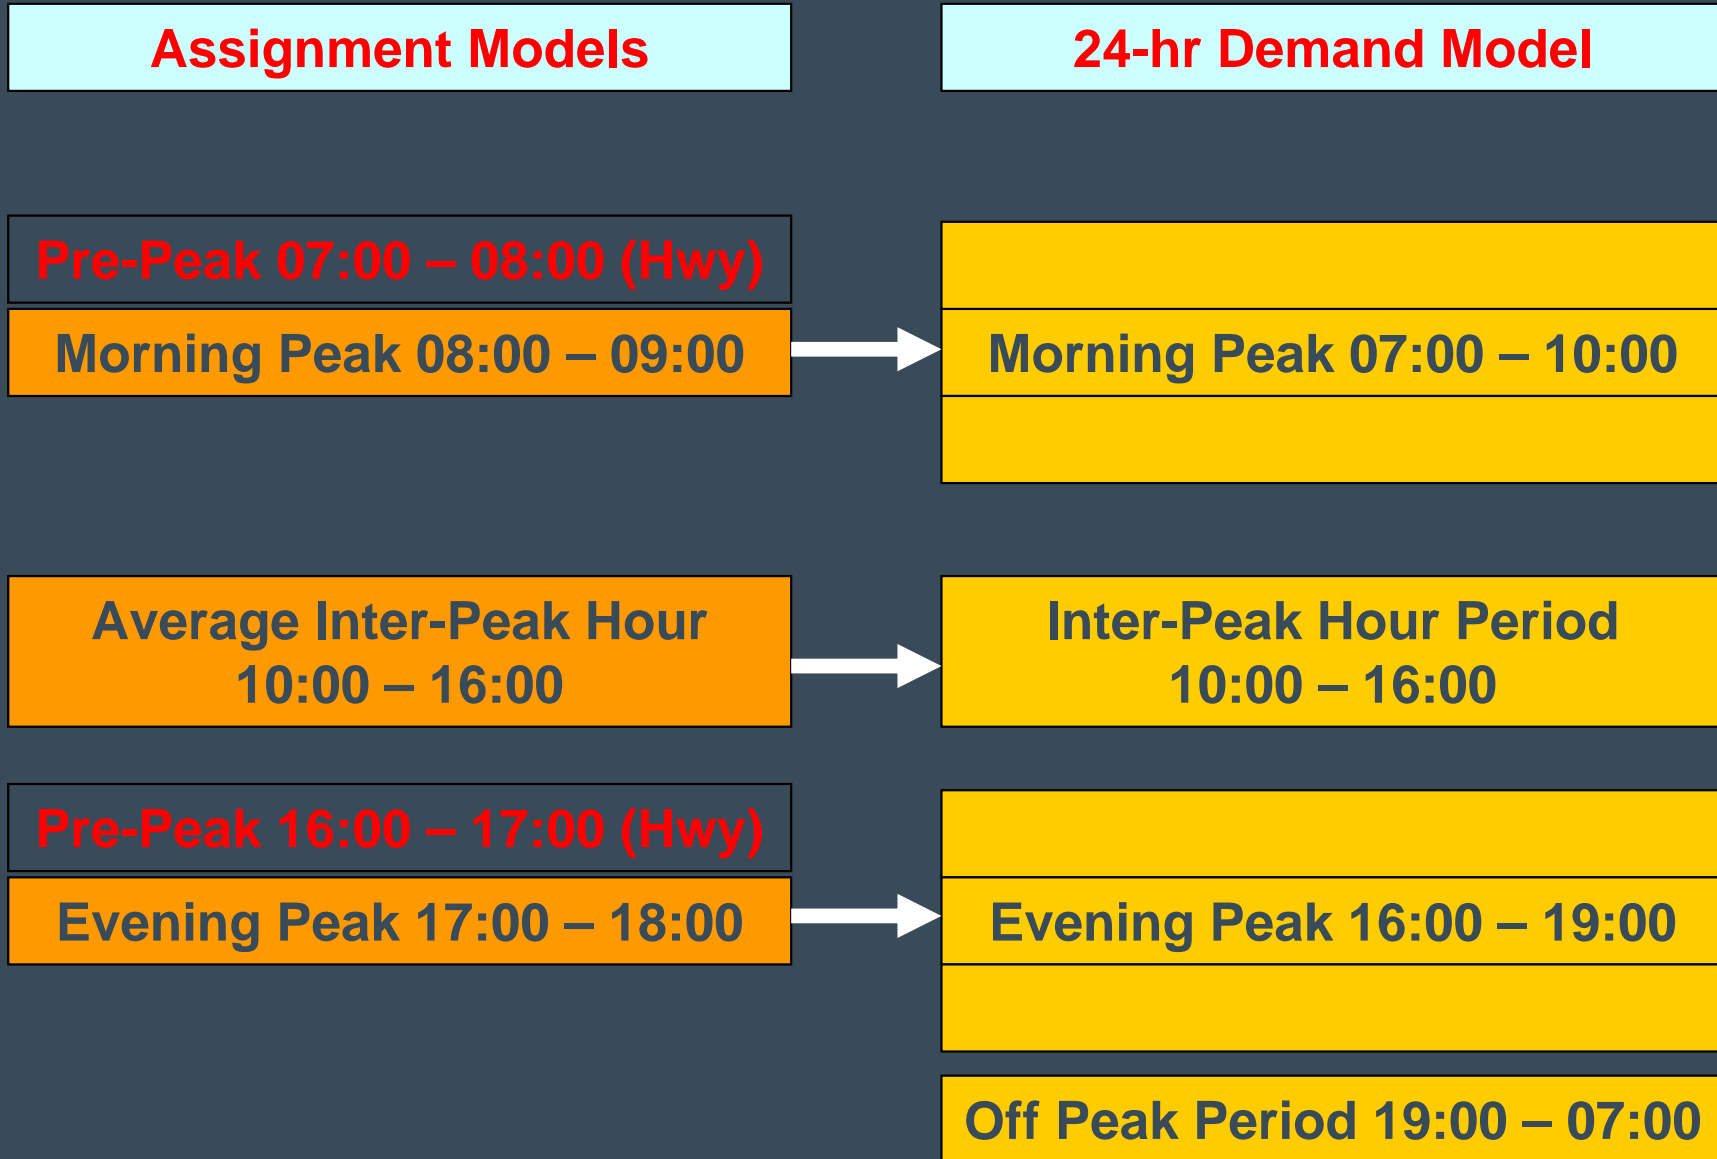 Assignment Models
24-hr Demand Model
Pre-Peak 07:00 – 08:00 (Hwy)
Morning Peak 08:00 – 09:00
Morning Peak 07:00 – 10:00
Average Inter-Peak Hour
10:00 – 16:00
Inter-Peak Hour Period
10:00 – 16:00
Pre-Peak 16:00 – 17:00 (Hwy)
Evening Peak 17:00 – 18:00
Evening Peak 16:00 – 19:00
Off Peak Period 19:00 – 07:00